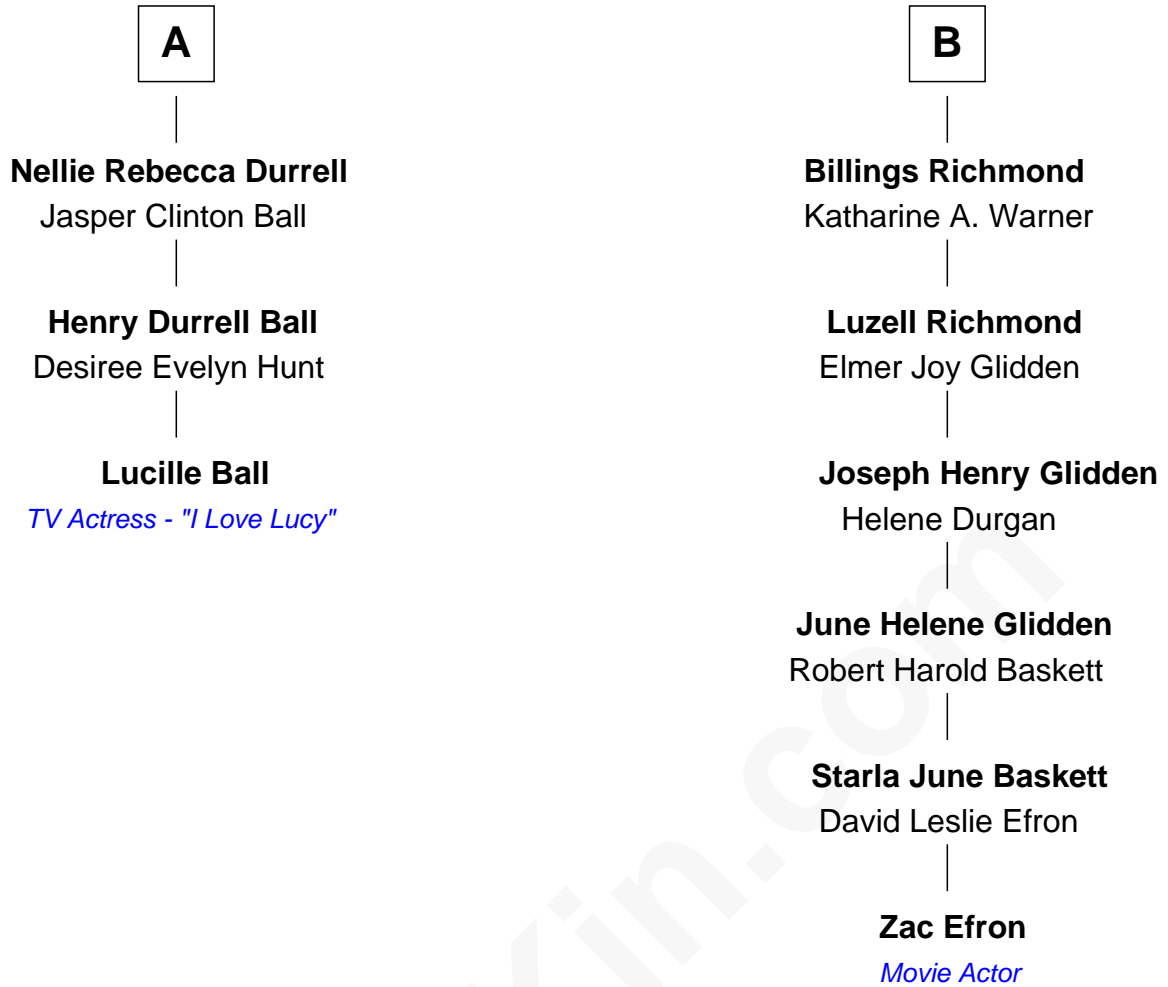 A
Nellie Rebecca Durrell
Jasper Clinton Ball
Henry Durrell Ball
Desiree Evelyn Hunt
Lucille Ball
TV Actress - "I Love Lucy"
B
Billings Richmond
Katharine A. Warner
Luzell Richmond
Elmer Joy Glidden
Joseph Henry Glidden
Helene Durgan
June Helene Glidden
Robert Harold Baskett
Starla June Baskett
David Leslie Efron
Zac Efron
Movie Actor
Kin.com